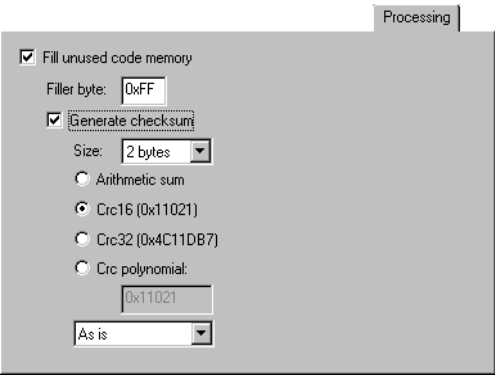 Processing
Fill unused code memory
Filler byte: 0xFF
Generate checksum
Size: 2 bytes
Arithmetic sum
Crc16 (0x11021)
Crc32 (0x4C11DB7)
Crc polynomial:
0x11021
As is